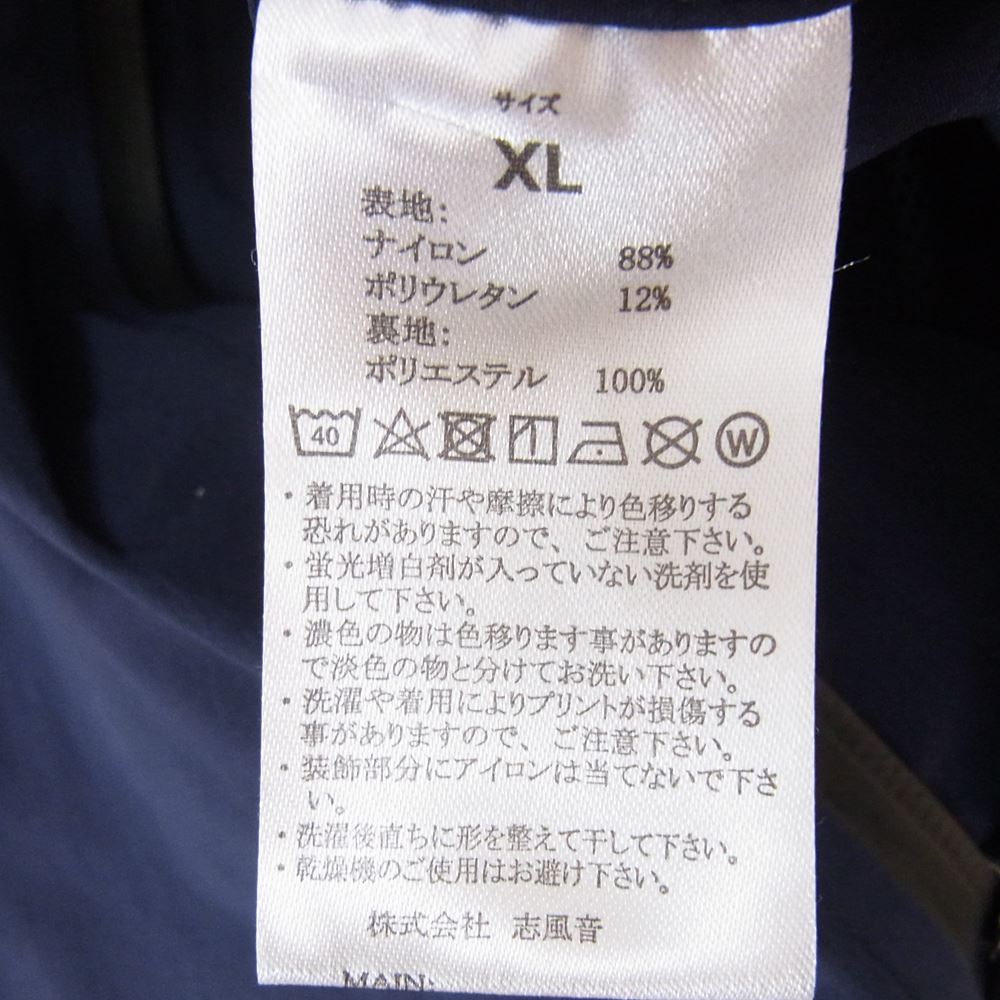 サイズ
XL
表地:
ナイロン 88%
ポリウレタン 12%
裏地:
ポリエステル 100%
40 W
・着用時の汗や摩擦により色移りする
恐れがありますので、ご注意下さい。
・蛍光増白剤が入っていない洗剤を使
用して下さい。
・濃色の物は色移ります事がありますの
で淡色の物と分けてお洗い下さい。
・洗濯や着用によりプリントが損傷する
事がありますので、ご注意下さい。
・装飾部分にアイロンは当てないで下さ
い。
・洗濯後直ちに形を整えて干して下さい。
・乾燥機のご使用はお避け下さい。
株式会社 志風音
MAIN: